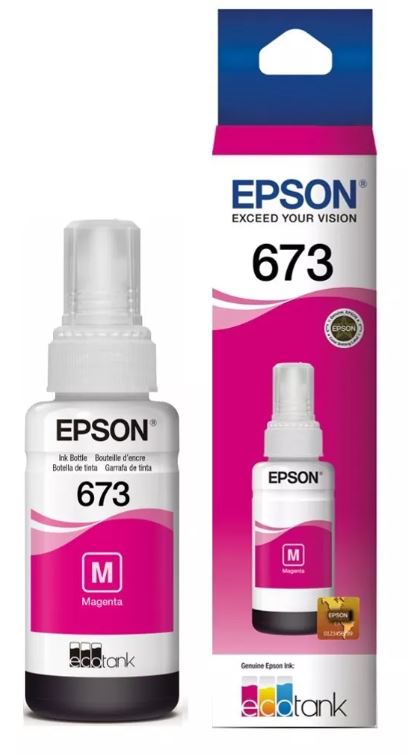 EPSON®
Ink Bottle Bouteille d'encre
Botella de tinta Garrafa de tinta
673
M
Magenta
ecotank
EPSON®
EXCEED YOUR VISION
673
EPSON
EPSON®
M
Magenta
EPSON
Genuine Epson Ink:
ecotank